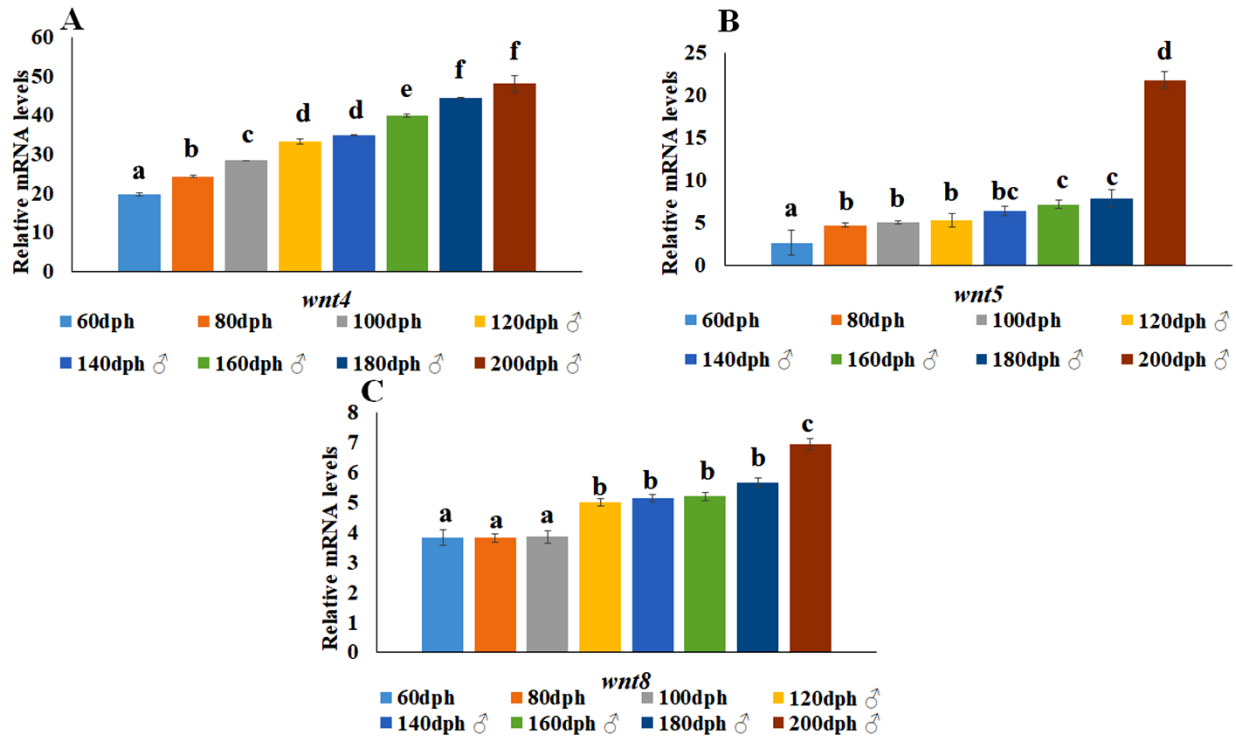 A
Relative mRNA levels
60
50
40
30
20
10
0
a
b
c
d
d
e
f
f
wnt4
60dph 80dph 100dph 120dph ♂
140dph ♂ 160dph ♂ 180dph ♂ 200dph ♂
B
Relative mRNA levels
25
20
15
10
5
0
a
b
b
b
bc
c
c
d
wnt5
60dph 80dph 100dph 120dph ♂
140dph ♂ 160dph ♂ 180dph ♂ 200dph ♂
C
Relative mRNA levels
8
7
6
5
4
3
2
1
0
a
a
a
b
b
b
b
c
wnt8
60dph 80dph 100dph 120dph ♂
140dph ♂ 160dph ♂ 180dph ♂ 200dph ♂